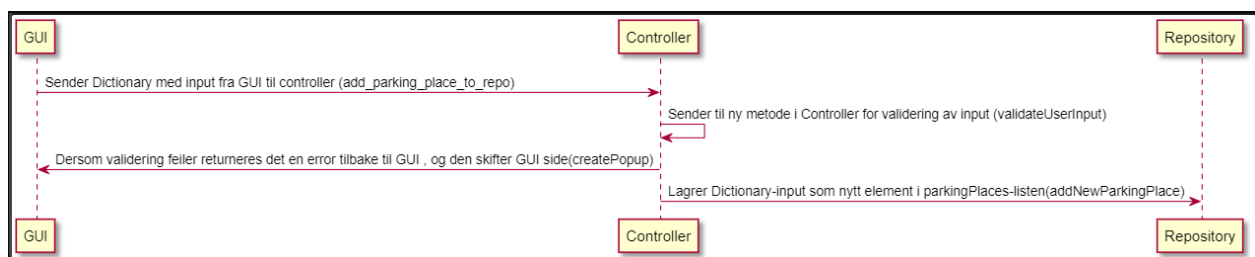 GUI Controller Repository
Sender Dictionary med input fra GUI til controller (add_parking_place_to_repo)
Sender til ny metode i Controller for validering av input (validateUserInput)
Dersom validering feiler returneres det en error tilbake til GUI , og den skifter GUI side(createPopup)
Lagrer Dictionary-input som nytt element i parkingPlaces-listen(addNewParkingPlace)
GUI Controller Repository